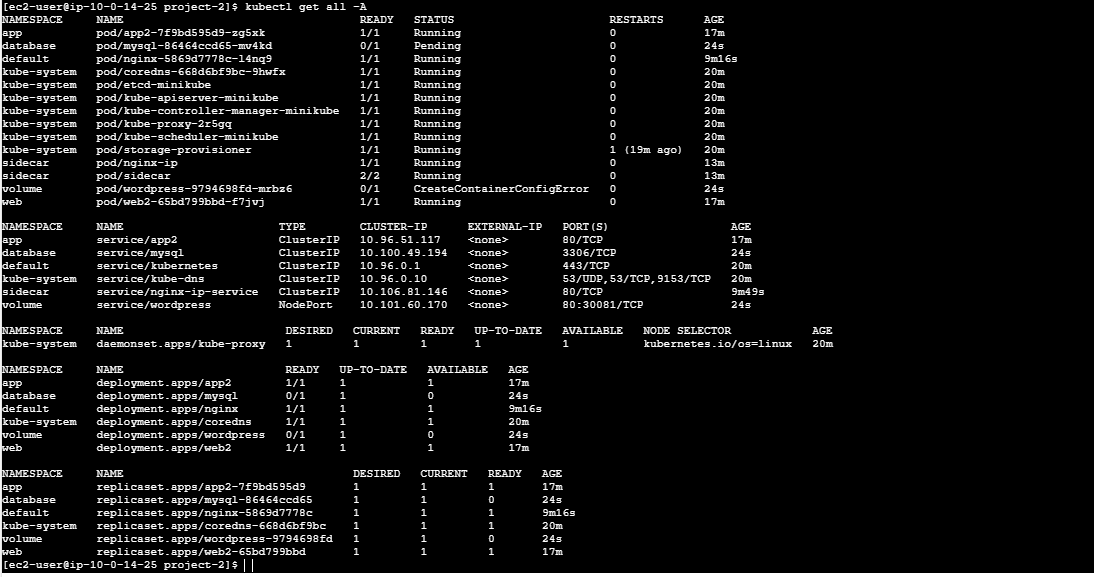 [ec2-user@ip-10-0-14-25 project-2]$ kubectl get all -A
NAMESPACE NAME READY STATUS RESTARTS AGE
app pod/app2-7f9bd595d9-zg5xk 1/1 Running 0 17m
database pod/mysql-86464ccd65-mv4kd 0/1 Pending 0 24s
default pod/nginx-5869d7778c-l4nq9 1/1 Running 0 9m16s
kube-system pod/coredns-668d6bf9bc-9hwfx 1/1 Running 0 20m
kube-system pod/etcd-minikube 1/1 Running 0 20m
kube-system pod/kube-apiserver-minikube 1/1 Running 0 20m
kube-system pod/kube-controller-manager-minikube 1/1 Running 0 20m
kube-system pod/kube-proxy-2r5gq 1/1 Running 0 20m
kube-system pod/kube-scheduler-minikube 1/1 Running 0 20m
kube-system pod/storage-provisioner 1/1 Running 1 (19m ago) 20m
sidecar pod/nginx-ip 1/1 Running 0 13m
sidecar pod/sidecar 2/2 Running 0 13m
volume pod/wordpress-9794698fd-mrbz6 0/1 CreateContainerConfigError 0 24s
web pod/web2-65bd799bbd-f7jvj 1/1 Running 0 17m
NAMESPACE NAME TYPE CLUSTER-IP EXTERNAL-IP PORT(S) AGE
app service/app2 ClusterIP 10.96.51.117 <none> 80/TCP 17m
database service/mysql ClusterIP 10.100.49.194 <none> 3306/TCP 24s
default service/kubernetes ClusterIP 10.96.0.1 <none> 443/TCP 20m
kube-system service/kube-dns ClusterIP 10.96.0.10 <none> 53/UDP,53/TCP,9153/TCP 20m
sidecar service/nginx-ip-service ClusterIP 10.106.81.146 <none> 80/TCP 9m49s
volume service/wordpress NodePort 10.101.60.170 <none> 80:30081/TCP 24s
NAMESPACE NAME DESIRED CURRENT READY UP-TO-DATE AVAILABLE NODE SELECTOR AGE
kube-system daemonset.apps/kube-proxy 1 1 1 1 1 kubernetes.io/os=linux 20m
NAMESPACE NAME READY UP-TO-DATE AVAILABLE AGE
app deployment.apps/app2 1/1 1 1 17m
database deployment.apps/mysql 0/1 1 0 24s
default deployment.apps/nginx 1/1 1 1 9m16s
kube-system deployment.apps/coredns 1/1 1 1 20m
volume deployment.apps/wordpress 0/1 1 0 24s
web deployment.apps/web2 1/1 1 1 17m
NAMESPACE NAME DESIRED CURRENT READY AGE
app replicaset.apps/app2-7f9bd595d9 1 1 1 17m
database replicaset.apps/mysql-86464ccd65 1 1 0 24s
default replicaset.apps/nginx-5869d7778c 1 1 1 9m16s
kube-system replicaset.apps/coredns-668d6bf9bc 1 1 1 20m
volume replicaset.apps/wordpress-9794698fd 1 1 0 24s
web replicaset.apps/web2-65bd799bbd 1 1 1 17m
[ec2-user@ip-10-0-14-25 project-2]$